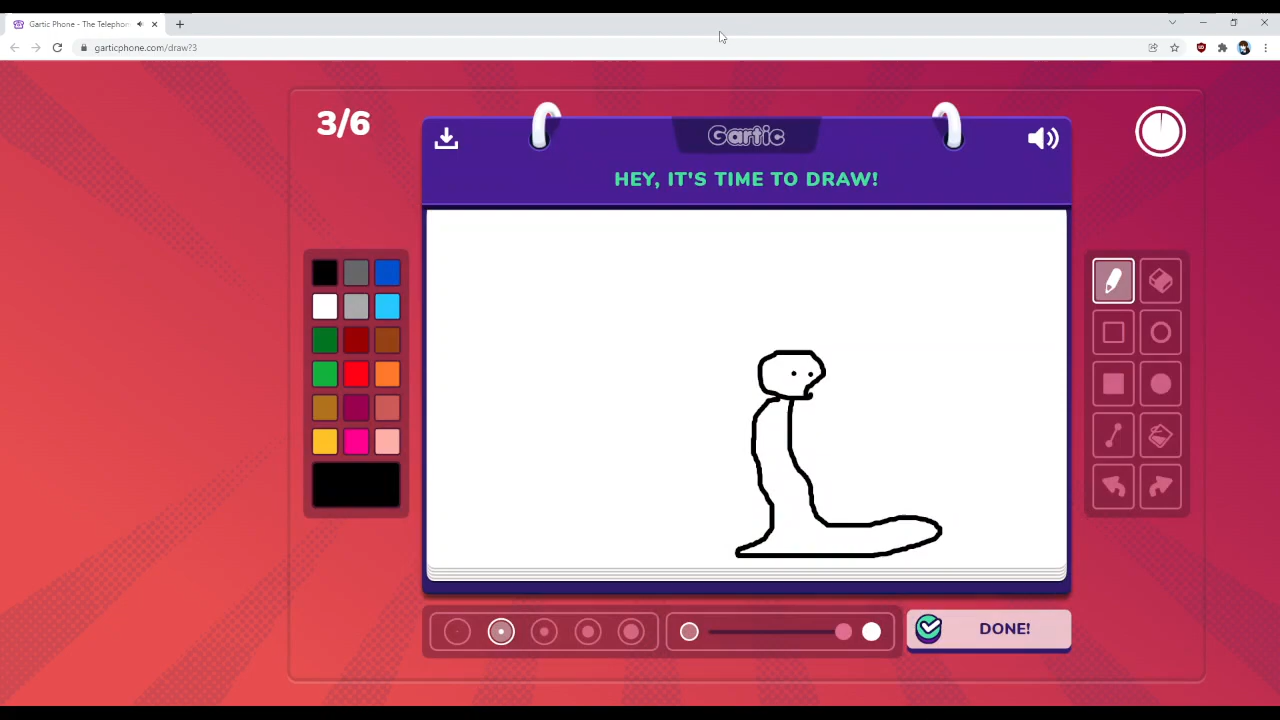 Gartic Phone - The Telephon
garticphone.com/draw?3
3/6
Gartic
HEY, IT'S TIME TO DRAW!
DONE!